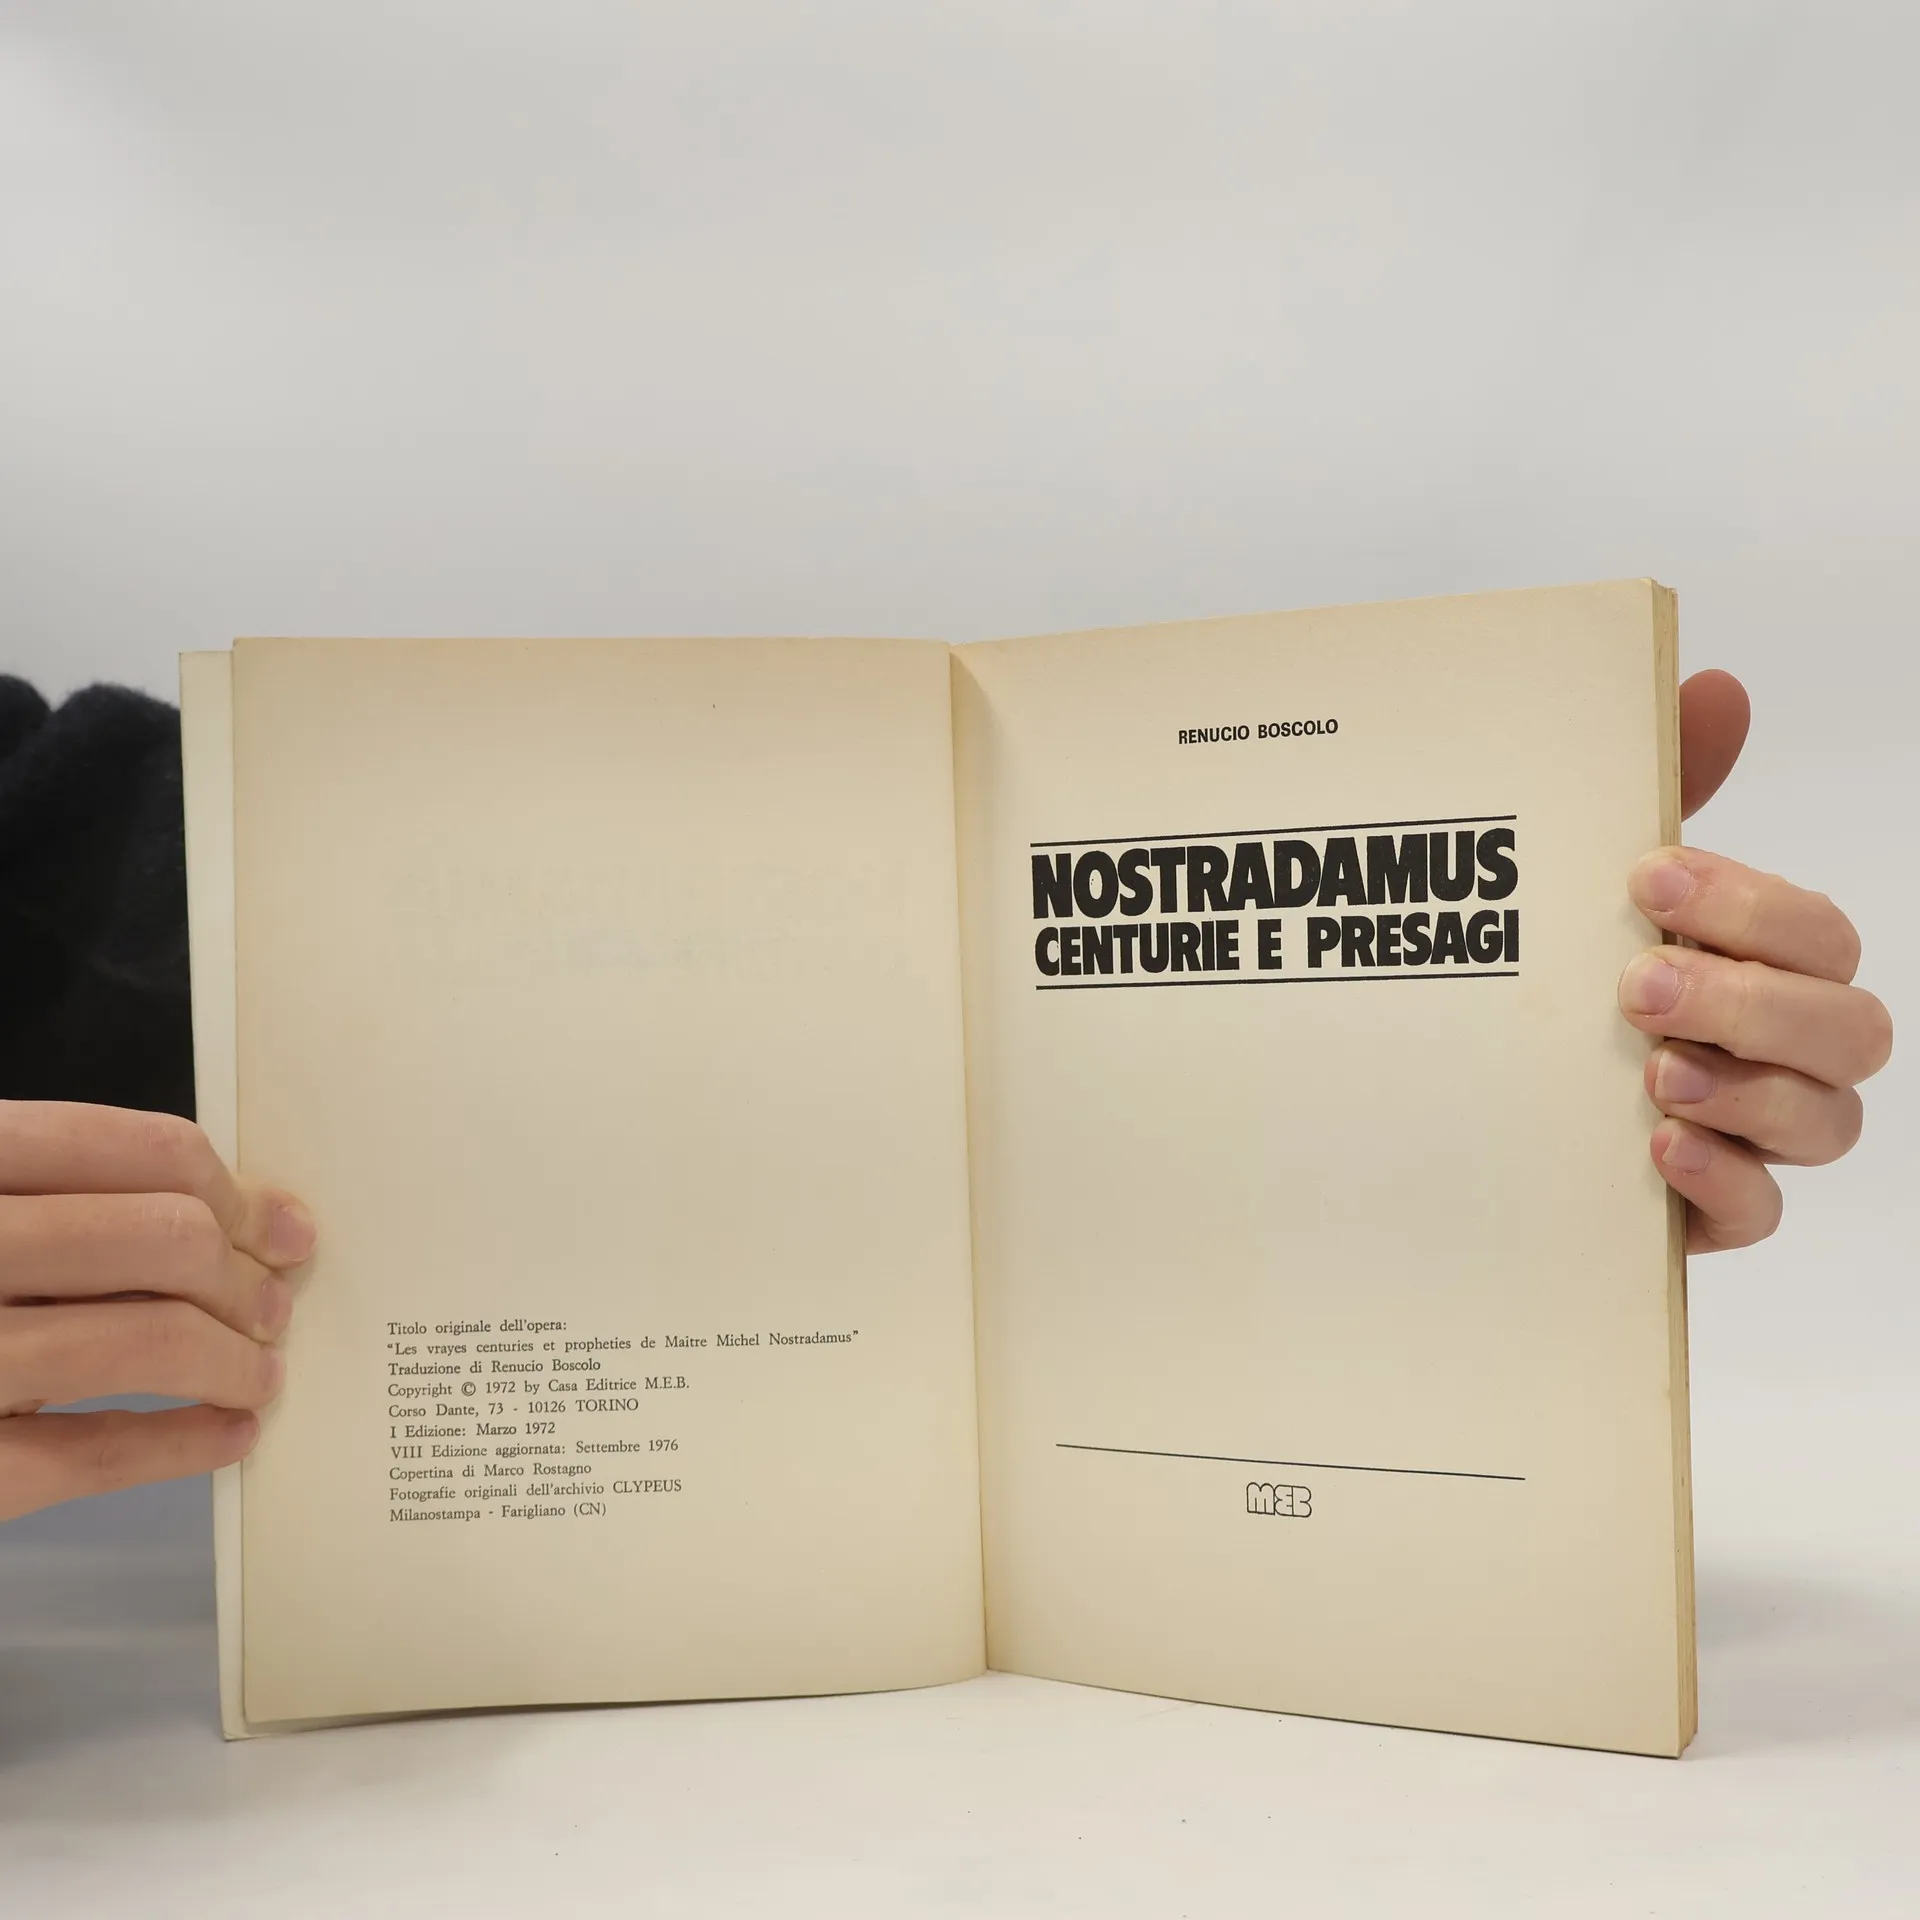 Titolo originale dell'opera:
"Les vrayes centuries et propheties de Maitre Michel Nostradamus"
Traduzione di Renucio Boscolo
Copyright © 1972 by Casa Editrice M.E.B.
Corso Dante, 73 - 10126 TORINO
I Edizione: Marzo 1972
VIII Edizione aggiornata: Settembre 1976
Copertina di Marco Rostagno
Fotografie originali dell'archivio CLYPEUS
Milanostampa - Farigliano (CN)
RENUCIO BOSCOLO
NOSTRADAMUS
CENTURIE E PRESAGI
MEB